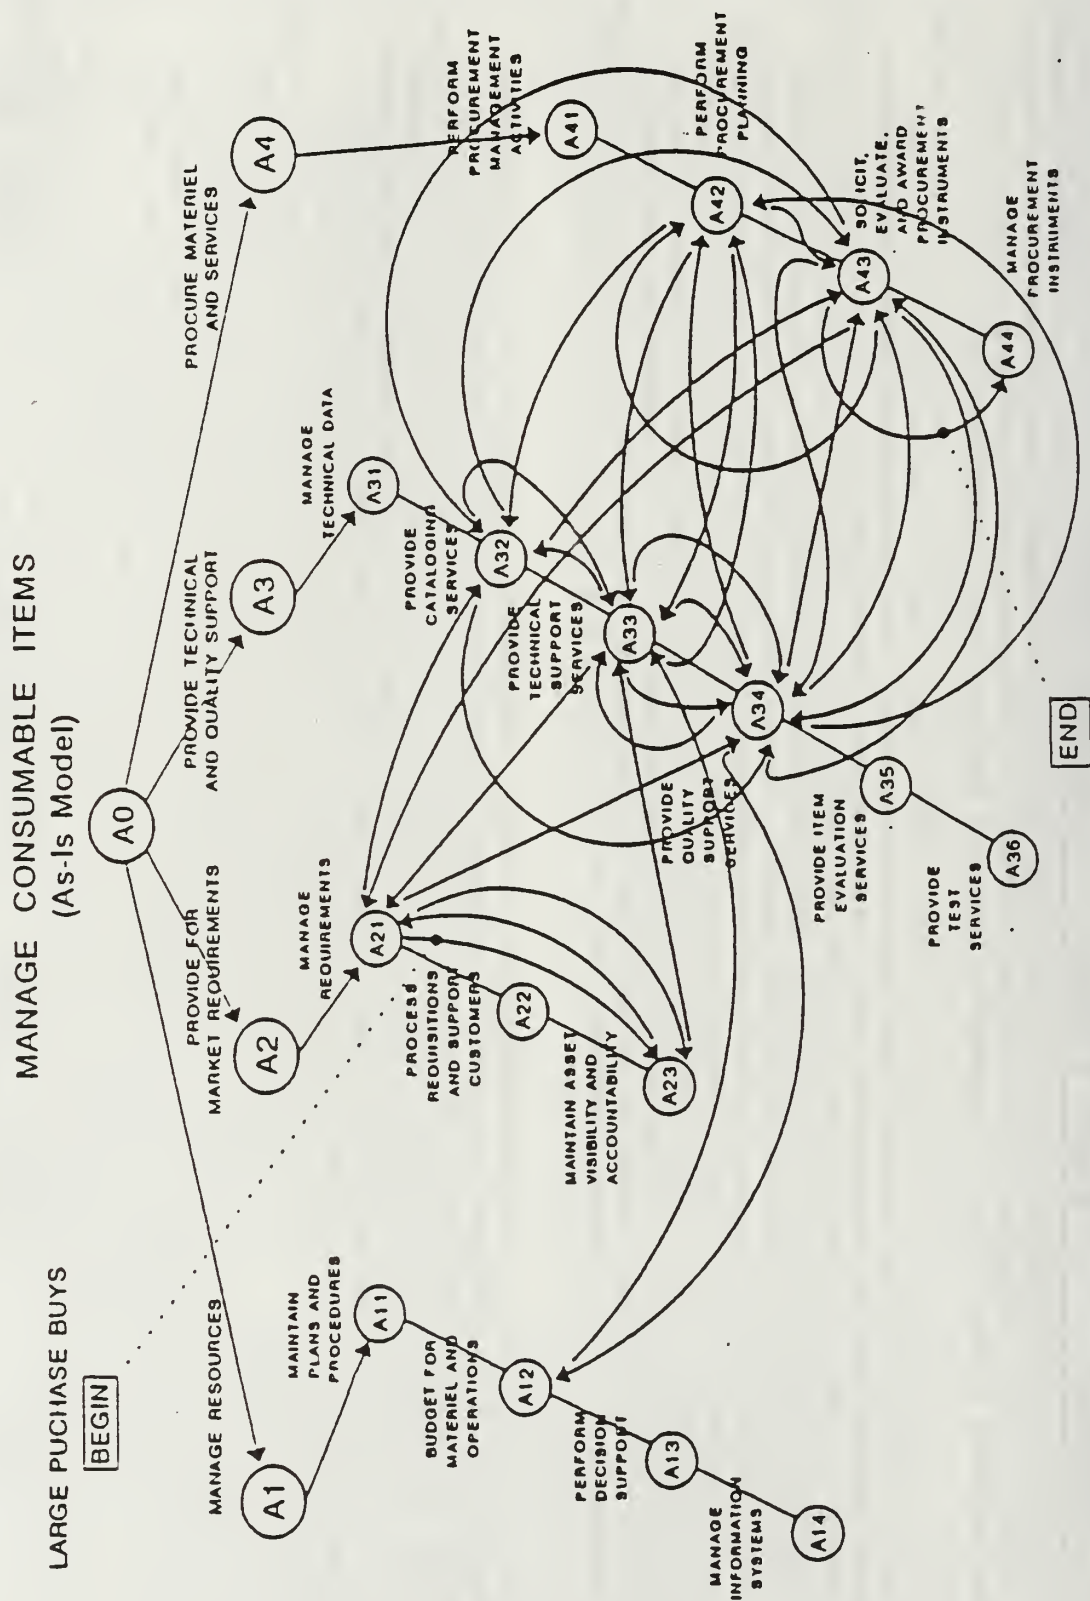 MANAGE CONSUMABLE ITEMS
(As-Is Model)
LARGE PUCHASE BUYS
BEGIN
A0
MANAGE RESOURCES
PROVIDE FOR
MARKET REQUIREMENTS
PROVIDE TECHNICAL
AND QUALITY SUPPORT
PROCURE MATERIEL
AND SERVICES
A1
A2
A3
A4
MAINTAIN
PLANS AND
PROCEDURES
A11
BUDGET FOR
MATERIEL AND
OPERATIONS
A12
PERFORM
DECISION
SUPPORT
A13
MANAGE
INFORMATION
SYSTEMS
A14
MANAGE
REQUIREMENTS
A21
PROCESS
REQUISITIONS
AND SUPPORT
CUSTOMERS
A22
MAINTAIN ASSET
VISIBILITY AND
ACCOUNTABILITY
A23
MANAGE
TECHNICAL DATA
A31
PROVIDE
CATALOGING
SERVICES
A32
PROVIDE
TECHNICAL
SUPPORT
SERVICES
A33
PROVIDE
QUALITY
SUPPORT
SERVICES
A34
PROVIDE ITEM
EVALUATION
SERVICES
A35
PROVIDE
TEST
SERVICES
A36
PERFORM
PROCUREMENT
MANAGEMENT
ACTIVITIES
A41
PERFORM
PROCUREMENT
PLANNING
A42
SOLICIT,
EVALUATE,
AND AWARD
PROCUREMENT
INSTRUMENTS
A43
MANAGE
PROCUREMENT
INSTRUMENTS
A44
END